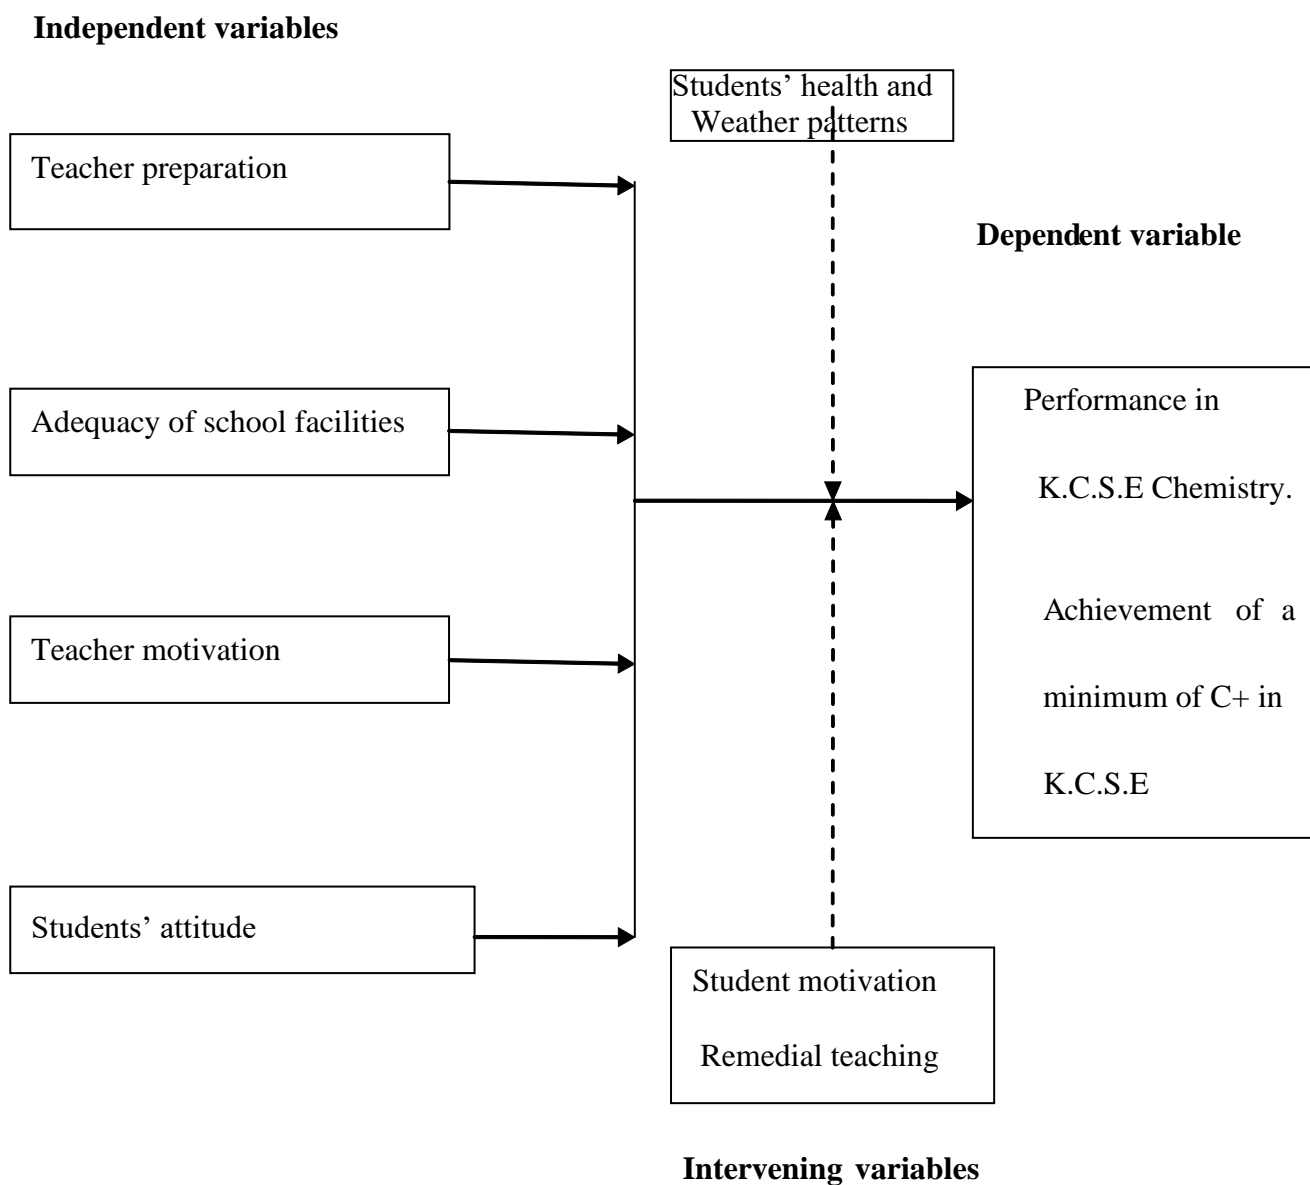 Independent variables
Students’ health and
Weather patterns
Teacher preparation
Dependent variable
Adequacy of school facilities
Performance in
K.C.S.E Chemistry.
Achievement of a
minimum of C+ in
K.C.S.E
Teacher motivation
Students’ attitude
Student motivation
Remedial teaching
Intervening variables